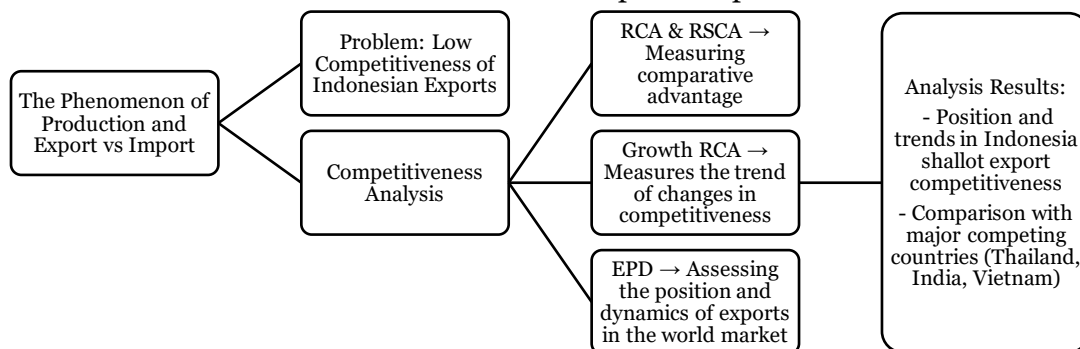 The Phenomenon of
Production and
Export vs Import
Problem: Low
Competitiveness of
Indonesian Exports
Competitiveness
Analysis
RCA & RSCA →
Measuring
comparative
advantage
Growth RCA →
Measures the trend
of changes in
competitiveness
EPD → Assessing
the position and
dynamics of exports
in the world market
Analysis Results:
- Position and
trends in Indonesia
shallot export
competitiveness
- Comparison with
major competing
countries (Thailand,
India, Vietnam)